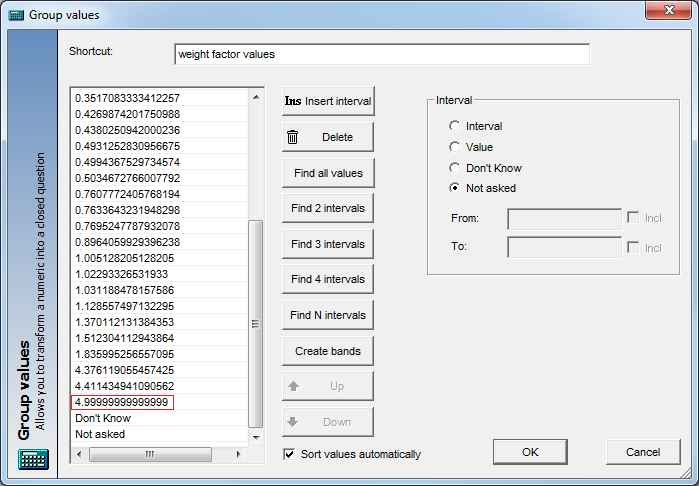 Group values
Shortcut:
weight factor values
0.3517083333412257
0.4269874201750988
0.4380250942000236
0.4931252830956675
0.4994367529734574
0.5034672766007792
0.7607772405768194
0.7633643231948298
0.7695247787932078
0.8964059929396238
1.005128205128205
1.02293326531933
1.031188478157586
1.128557497132295
1.370112131384353
1.512304112943864
1.835995256557095
4.376119055457425
4.411434941090562
4.99999999999999
Don't Know
Not asked
Ins Insert interval
Delete
Find all values
Find 2 intervals
Find 3 intervals
Find 4 intervals
Find N intervals
Create bands
Up
Down
Sort values automatically
Interval
Interval
Value
Don't Know
Not asked
From:
Incl
To:
Incl
OK
Cancel
Group values
Allows you to transform a numeric into a closed question